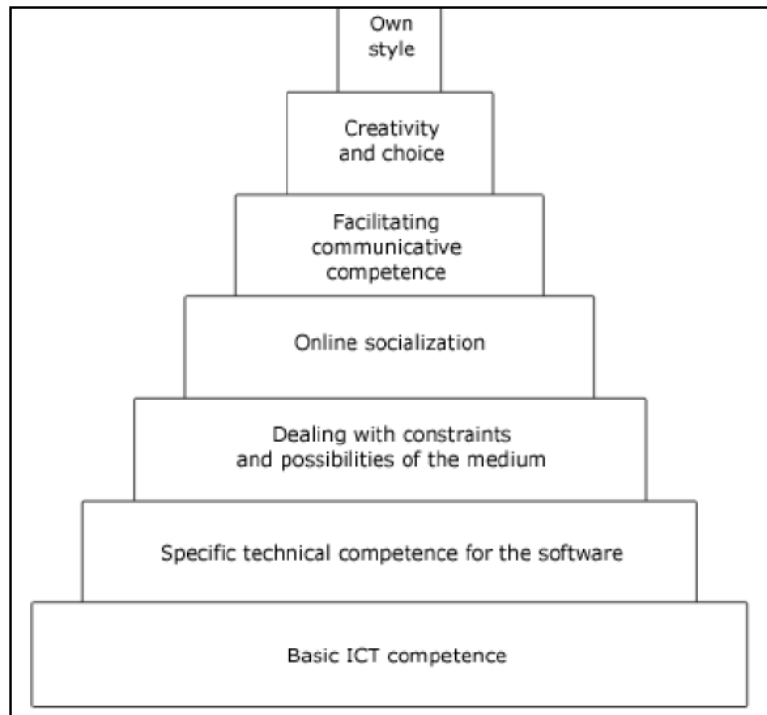 Own
style
Creativity
and choice
Facilitating
communicative
competence
Online socialization
Dealing with constraints
and possibilities of the medium
Specific technical competence for the software
Basic ICT competence